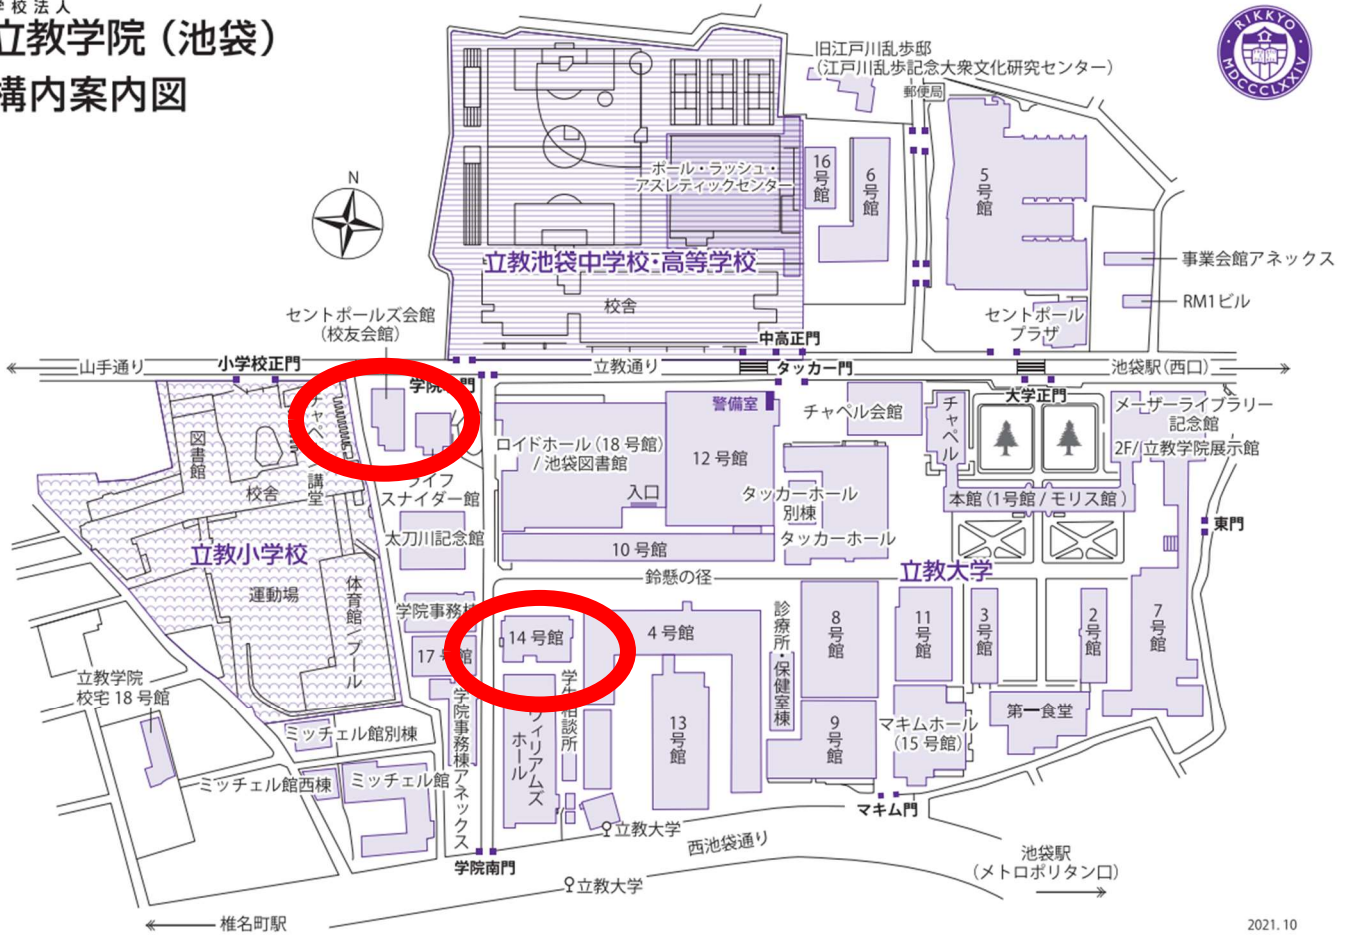 学校法人
立教学院（池袋）
構内案内図
RIKKYO
MDCCCLXXIV
N
旧江戸川乱歩邸
（江戸川乱歩記念大衆文化研究センター）
郵便局
ポール・ラッシュ・
アスレティックセンター
16号館
6号館
5号館
立教池袋中学校・高等学校
校舎
事業会館アネックス
RM1ビル
セントポール
プラザ
セントポールズ会館
（校友会館）
中高正門
山手通り
小学校正門
立教通り
タッカー門
池袋駅（西口）
学院
門
大学正門
チャペル
警備室
チャペル会館
チャペル
メーザーライブラリー
記念館
2F/立教学院展示館
図書館
校舎
講堂
ロイドホール（18号館）
/池袋図書館
入口
12号館
タッカーホール
別棟
タッカーホール
本館（1号館/モリス館）
東門
ライフ
スナイダー館
太刀川記念館
10号館
立教小学校
運動場
体育館/プール
鈴懸の径
立教大学
学院事務棟
14号館
17号館
4号館
診療所・保健室棟
8号館
11号館
3号館
2号館
7号館
立教学院
校宅18号館
学院事務棟アネックス
ウィリアムズ
ホール
学生相談所
13号館
9号館
マキムホール
（15号館）
第一食堂
ミッチェル館別棟
ミッチェル館西棟
ミッチェル館
マキム門
立教大学
西池袋通り
学院南門
立教大学
池袋駅
（メトロポリタン口）
椎名町駅
2021.10